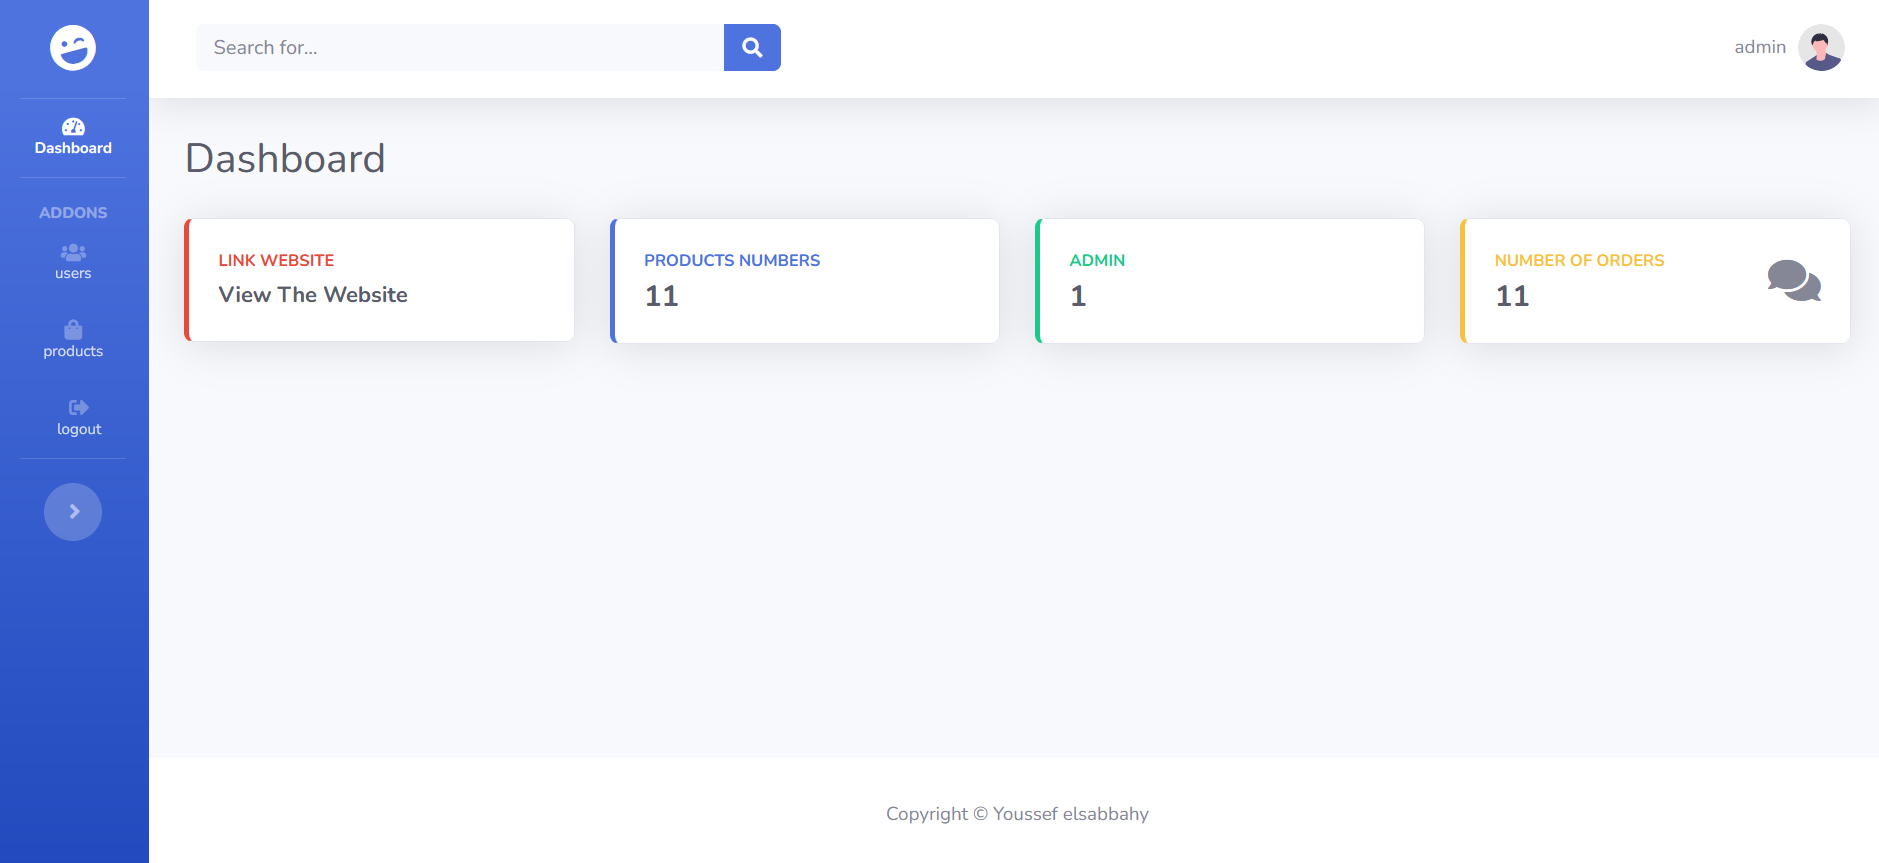 Search for...
admin
Dashboard
ADDONS
users
products
logout
Dashboard
LINK WEBSITE
View The Website
PRODUCTS NUMBERS
11
ADMIN
1
NUMBER OF ORDERS
11
Copyright © Youssef elsabbahy